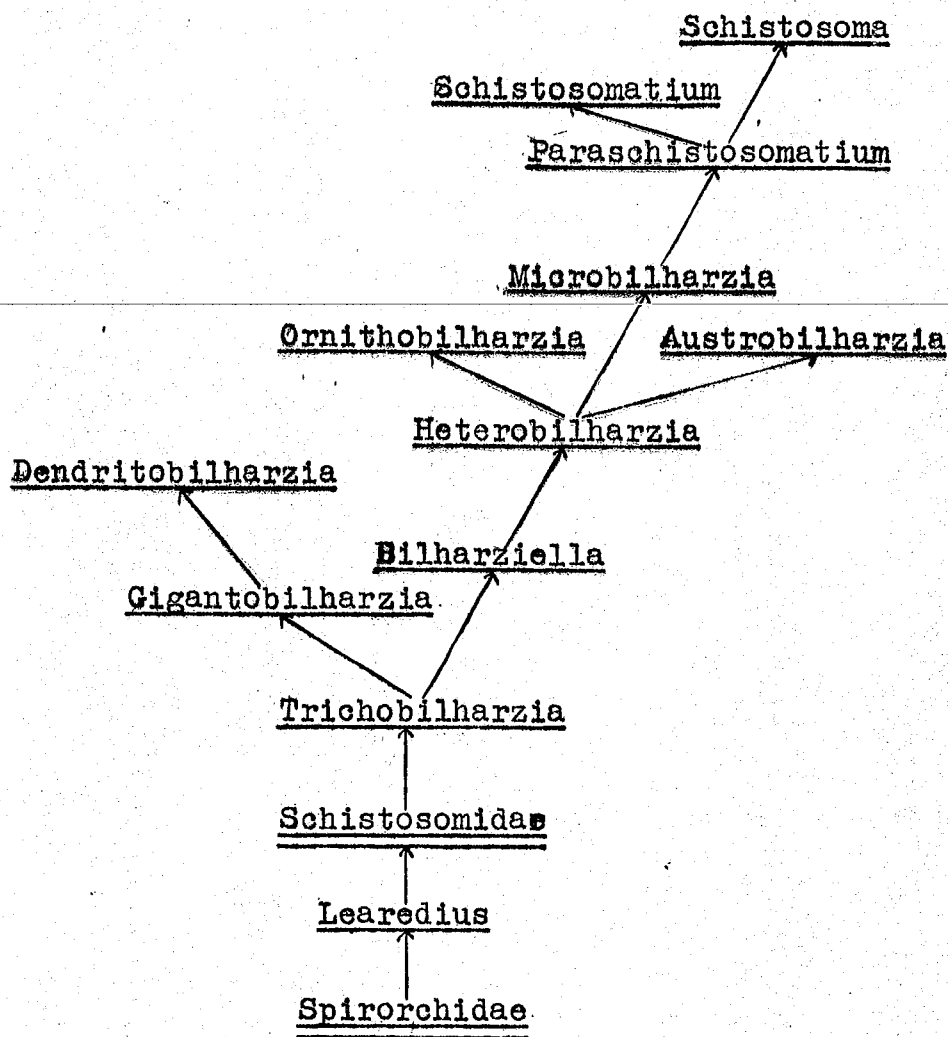 Schistosoma
Schistosomatium
Paraschistosomatium
Microbilharzia
Ornithobilharzia
Austrobilharzia
Heterobilharzia
Dendritobilharzia
Bilharziella
Gigantobilharzia
Trichobilharzia
Schistosomidae
Learedius
Spirorchidae